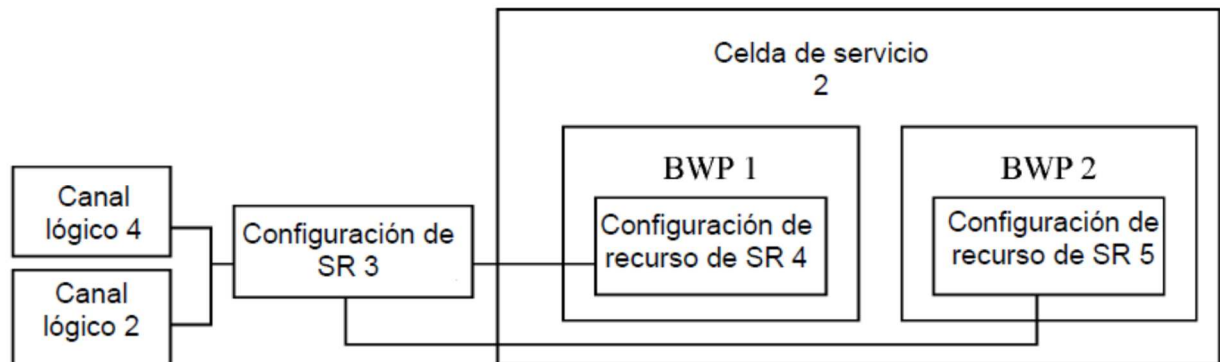 Celda de servicio
2
BWP 1
BWP 2
Canal
lógico 4
Configuración de
SR 3
Configuración de
recurso de SR 4
Configuración de
recurso de SR 5
Canal
lógico 2